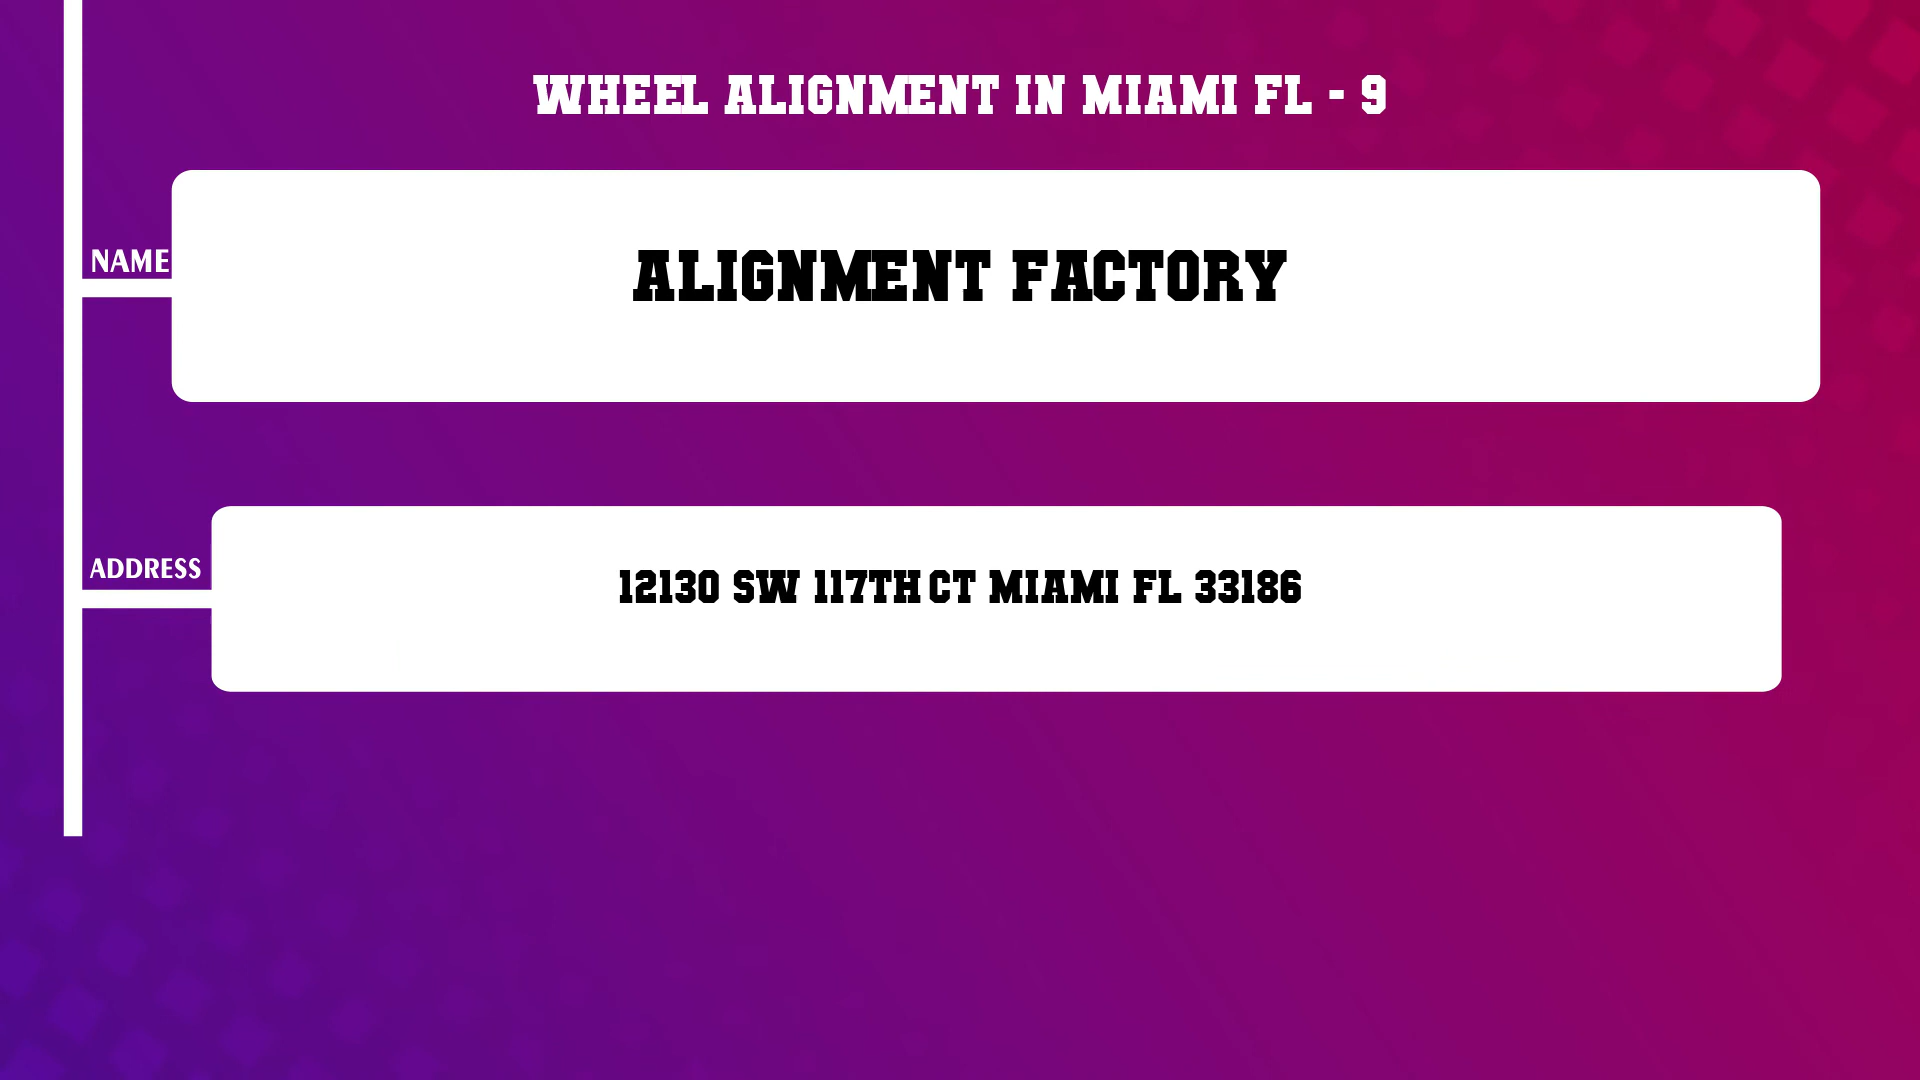 WHEEL ALIGNMENT IN MIAMI FL - 9
NAME
ALIGNMENT FACTORY
ADDRESS
12130 SW 117TH CT MIAMI FL 33186